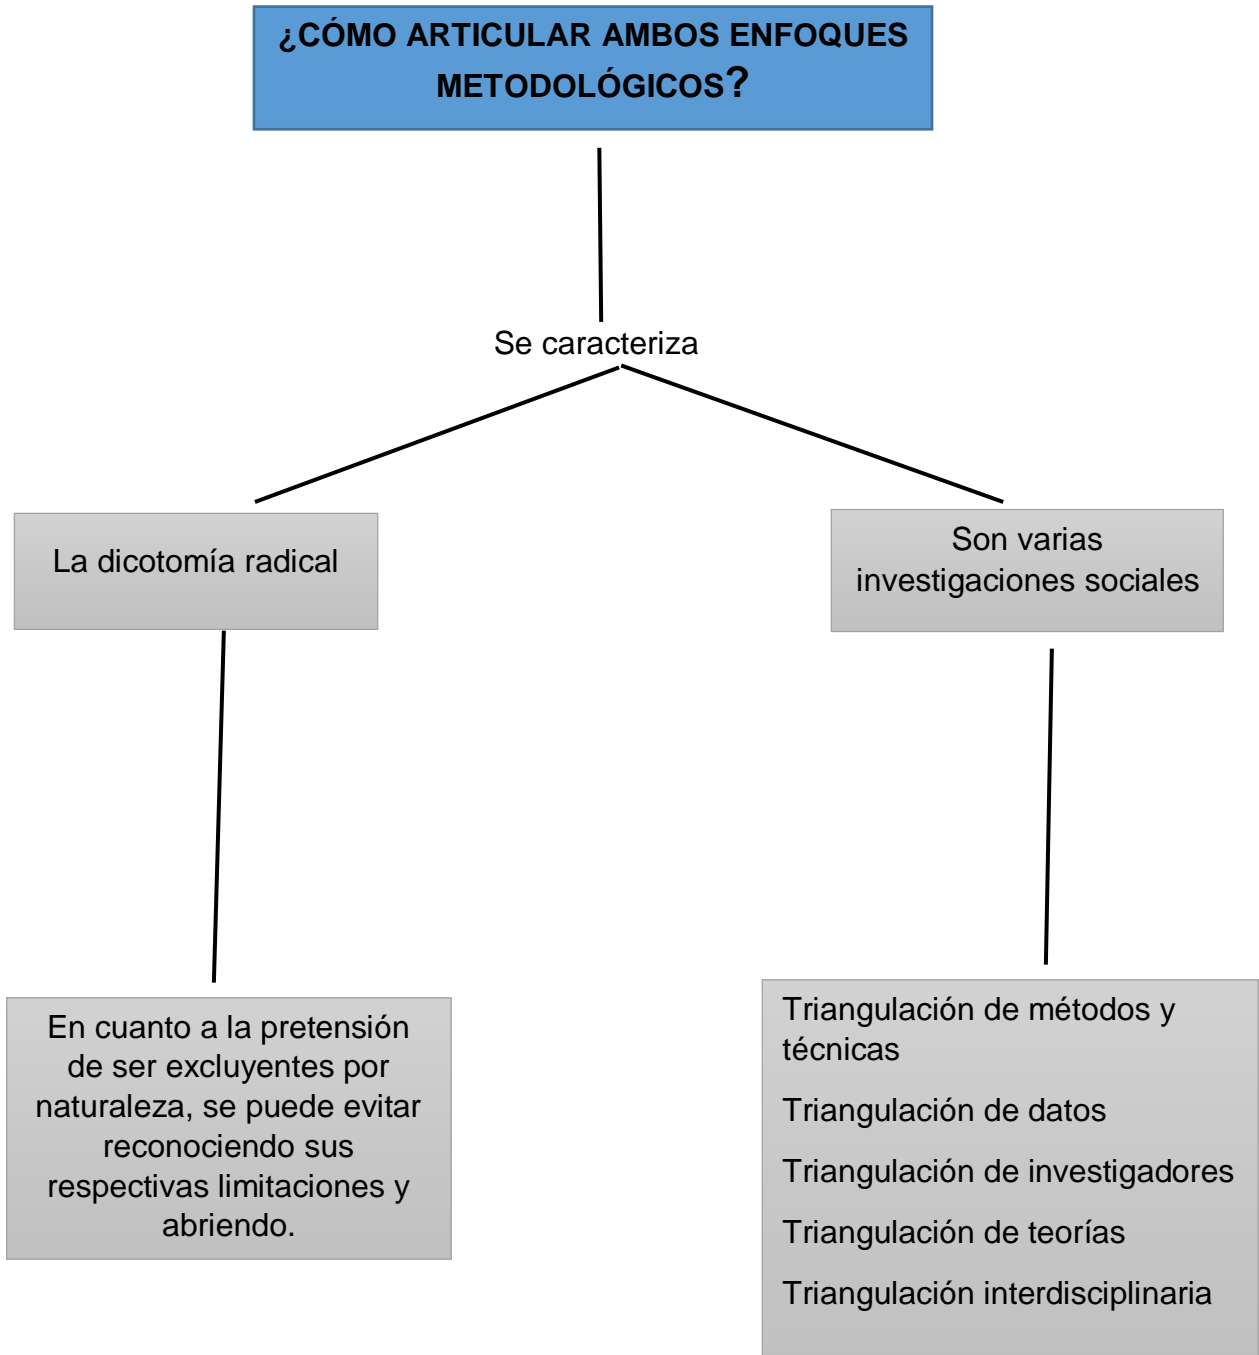 ¿CÓMO ARTICULAR AMBOS ENFOQUES
METODOLÓGICOS?
Se caracteriza
La dicotomía radical
Son varias
investigaciones sociales
En cuanto a la pretensión
de ser excluyentes por
naturaleza, se puede evitar
reconociendo sus
respectivas limitaciones y
abriendo.
Triangulación de métodos y
técnicas
Triangulación de datos
Triangulación de investigadores
Triangulación de teorías
Triangulación interdisciplinaria